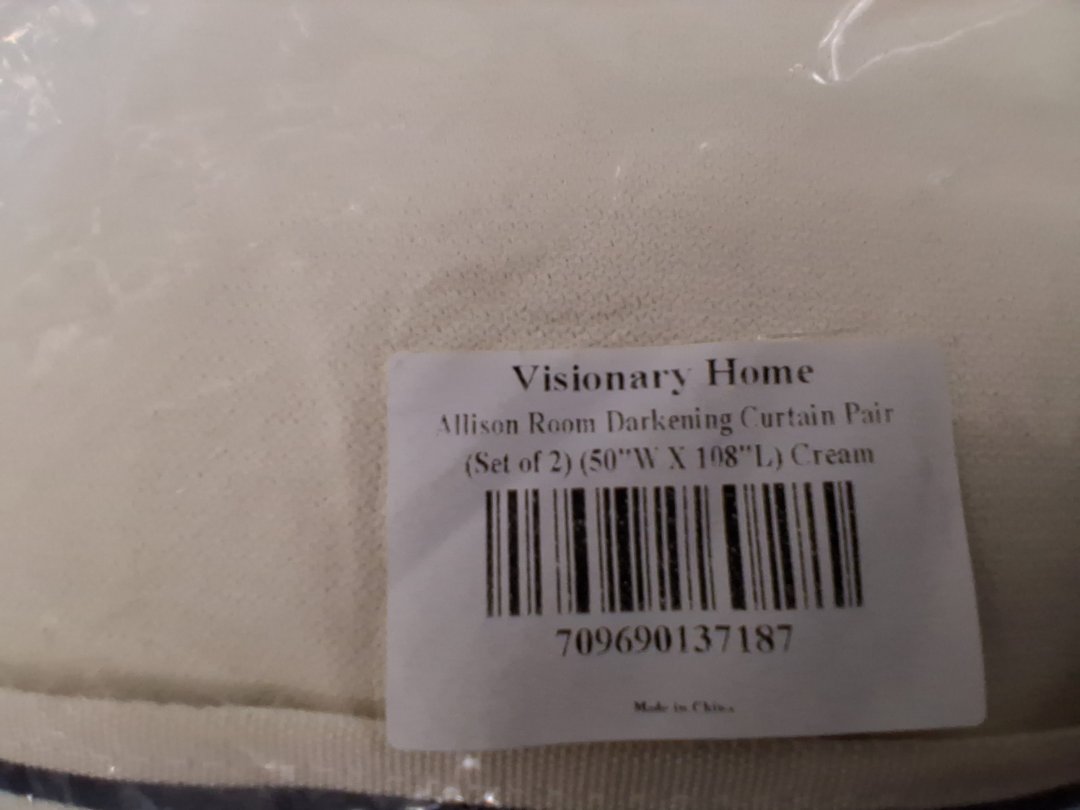 Visionary Home
Allison Room Darkening Curtain Pair
(Set of 2) (50"W X 108"L) Cream
709690137187
Made in China